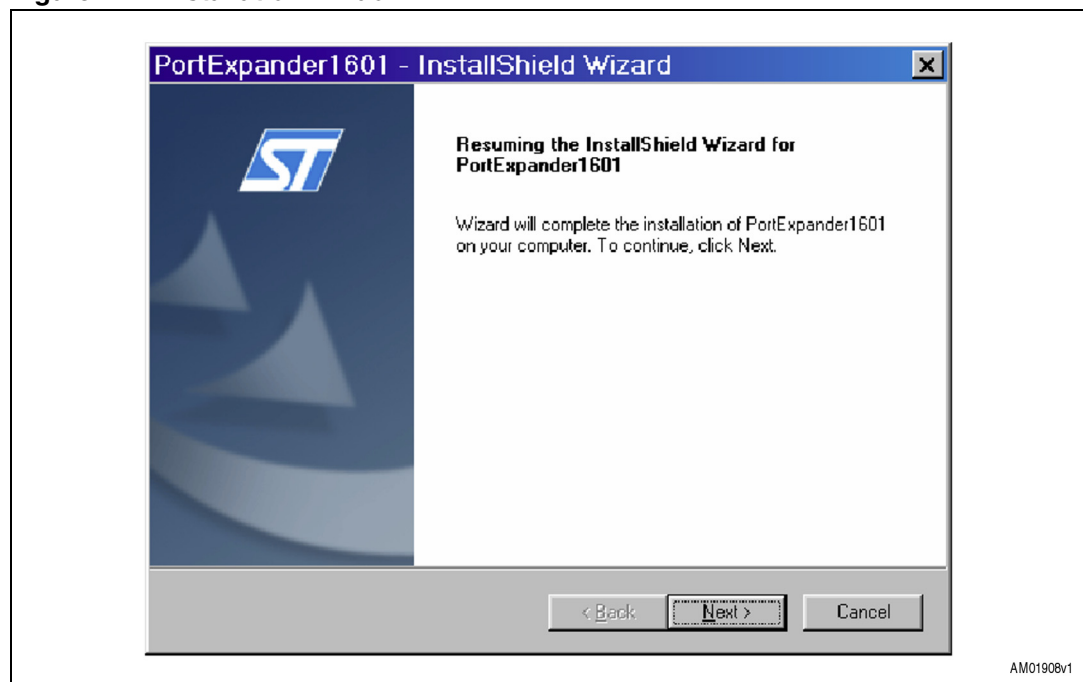 PortExpander1601 - InstallShield Wizard
ST
Resuming the InstallShield Wizard for
PortExpander1601
Wizard will complete the installation of PortExpander1601
on your computer. To continue, click Next.
< Back
Next >
Cancel
AM01908v1